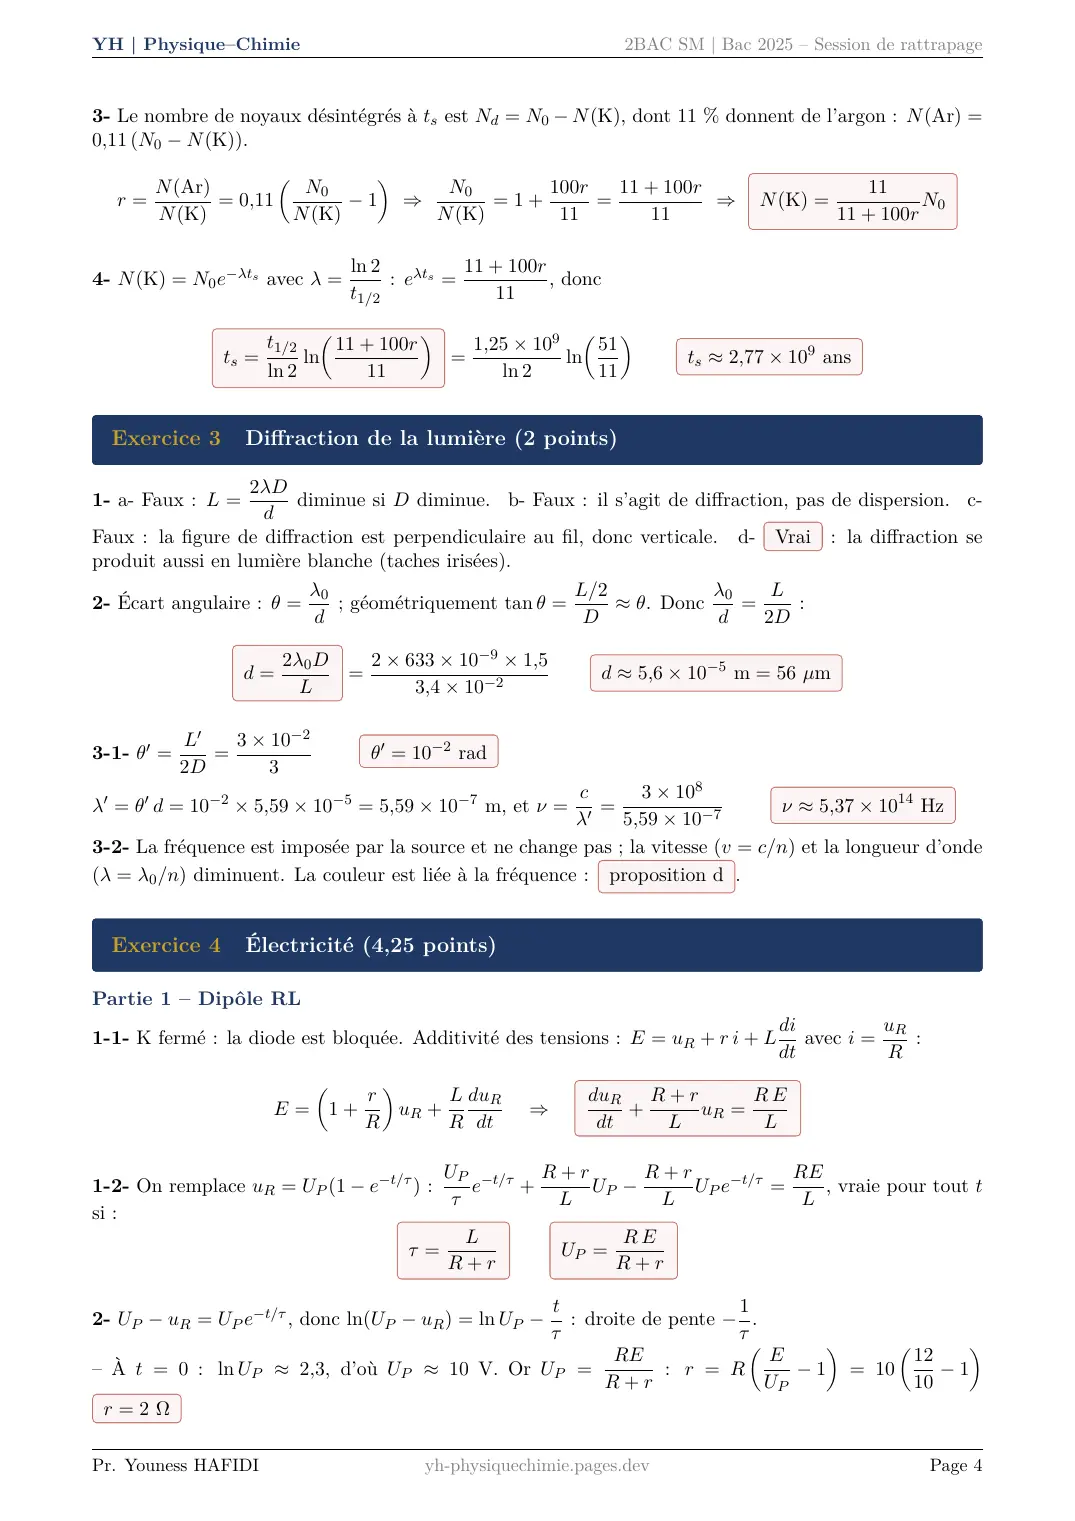 YH | Physique–Chimie 2BAC SM | Bac 2025 – Session de rattrapage
3- Le nombre de noyaux désintégrés à t_s est N_d = N_0 − N(K), dont 11 % donnent de l'argon : N(Ar) =
0,11 (N_0 − N(K)).
r = N(Ar)/N(K) = 0,11 (N_0/N(K) − 1) ⇒ N_0/N(K) = 1 + 100r/11 = (11 + 100r)/11 ⇒ N(K) = 11/(11 + 100r) N_0
4- N(K) = N_0 e^{−λt_s} avec λ = ln 2/t_{1/2} : e^{λt_s} = (11 + 100r)/11, donc
t_s = t_{1/2}/ln 2 ln((11 + 100r)/11) = 1,25 × 10^9/ln 2 ln(51/11) t_s ≈ 2,77 × 10^9 ans
Exercice 3 Diffraction de la lumière (2 points)
1- a- Faux : L = 2λD/d diminue si D diminue. b- Faux : il s'agit de diffraction, pas de dispersion. c-
Faux : la figure de diffraction est perpendiculaire au fil, donc verticale. d- Vrai : la diffraction se
produit aussi en lumière blanche (taches irisées).
2- Écart angulaire : θ = λ_0/d ; géométriquement tan θ = (L/2)/D ≈ θ. Donc λ_0/d = L/2D :
d = 2λ_0D/L = (2 × 633 × 10^{−9} × 1,5)/(3,4 × 10^{−2}) d ≈ 5,6 × 10^{−5} m = 56 μm
3-1- θ′ = L′/2D = 3 × 10^{−2}/3 θ′ = 10^{−2} rad
λ′ = θ′ d = 10^{−2} × 5,59 × 10^{−5} = 5,59 × 10^{−7} m, et ν = c/λ′ = 3 × 10^8/(5,59 × 10^{−7}) ν ≈ 5,37 × 10^{14} Hz
3-2- La fréquence est imposée par la source et ne change pas ; la vitesse (v = c/n) et la longueur d'onde
(λ = λ_0/n) diminuent. La couleur est liée à la fréquence : proposition d .
Exercice 4 Électricité (4,25 points)
Partie 1 – Dipôle RL
1-1- K fermé : la diode est bloquée. Additivité des tensions : E = u_R + r i + L di/dt avec i = u_R/R :
E = (1 + r/R) u_R + L/R du_R/dt ⇒ du_R/dt + (R + r)/L u_R = R E/L
1-2- On remplace u_R = U_P(1 − e^{−t/τ}) : U_P/τ e^{−t/τ} + (R + r)/L U_P − (R + r)/L U_P e^{−t/τ} = RE/L, vraie pour tout t
si :
τ = L/(R + r) U_P = R E/(R + r)
2- U_P − u_R = U_P e^{−t/τ}, donc ln(U_P − u_R) = ln U_P − t/τ : droite de pente −1/τ.
– À t = 0 : ln U_P ≈ 2,3, d'où U_P ≈ 10 V. Or U_P = RE/(R + r) : r = R (E/U_P − 1) = 10 (12/10 − 1)
r = 2 Ω
Pr. Youness HAFIDI yh-physiquechimie.pages.dev Page 4